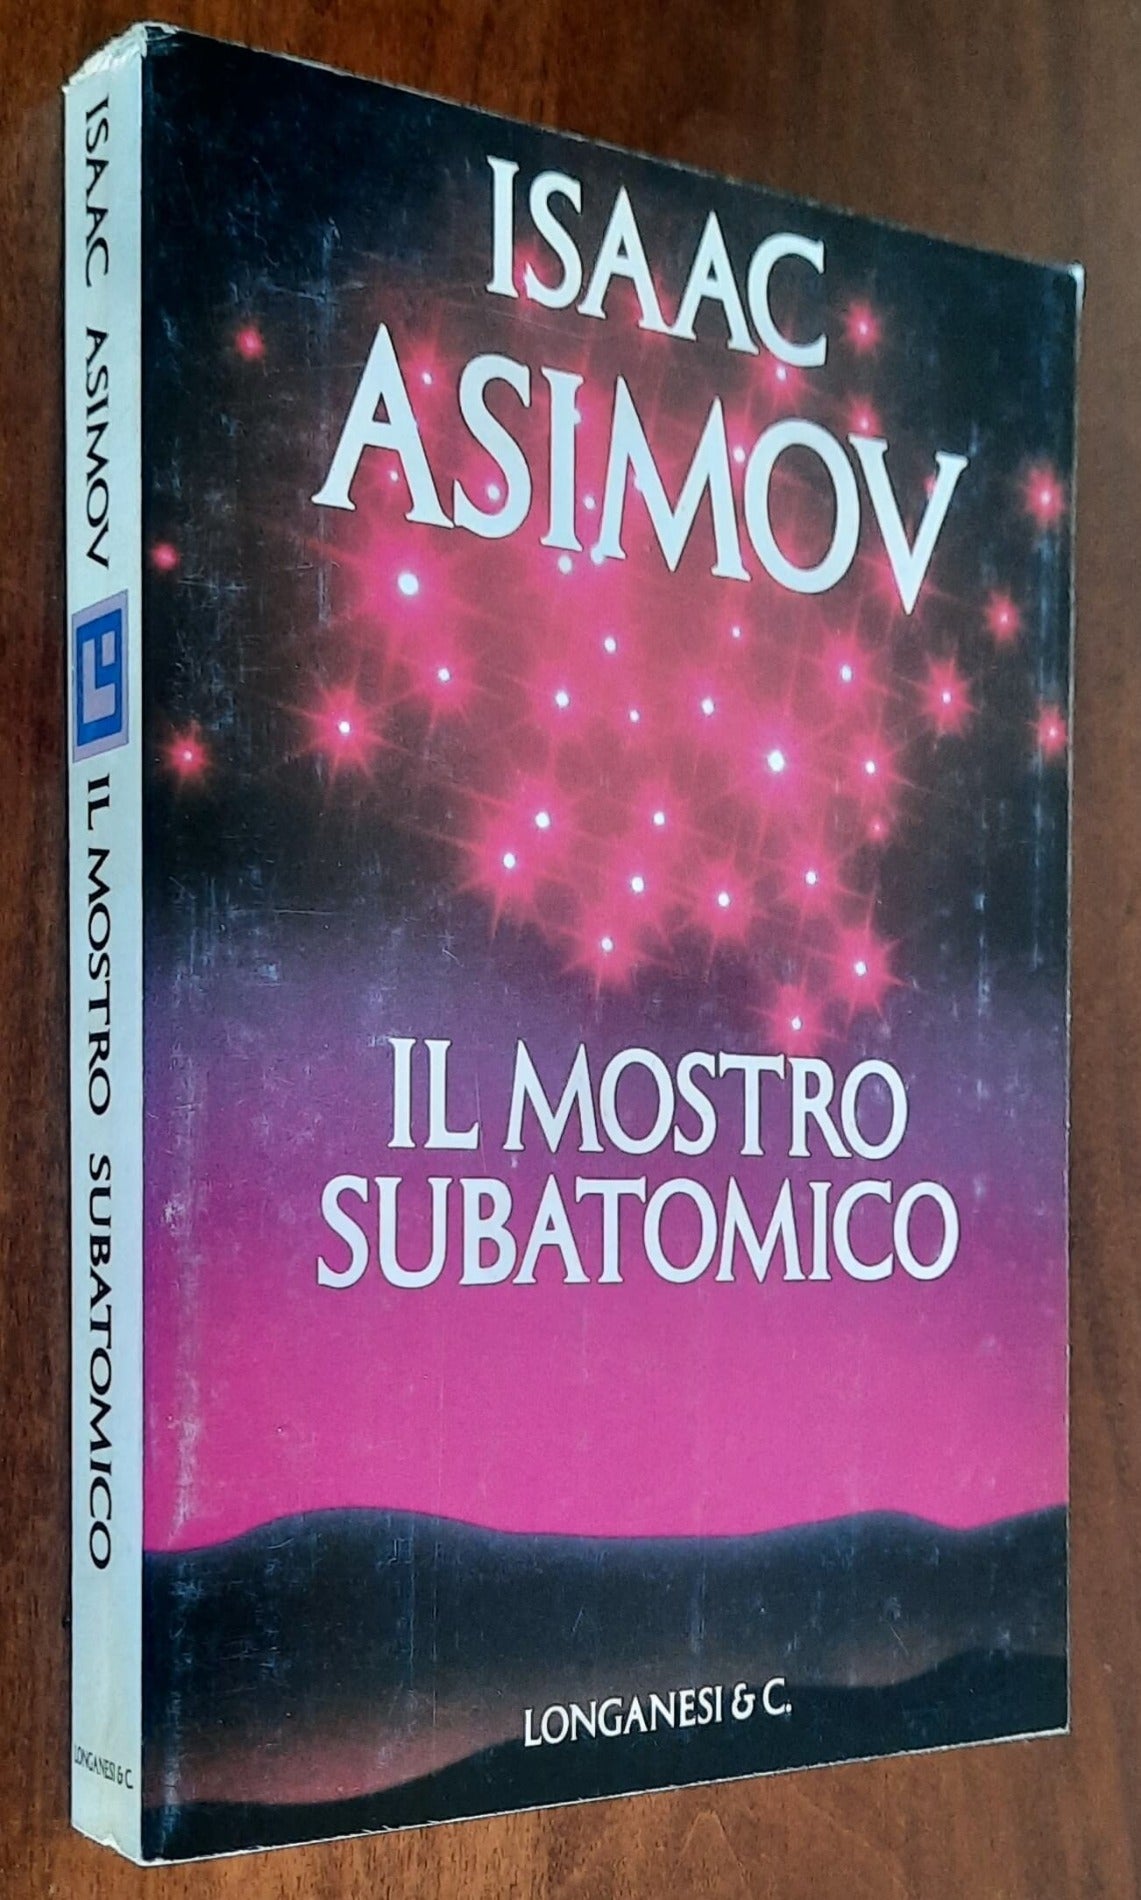 ISAAC
ASIMOV
IL MOSTRO
SUBATOMICO
LONGANESI & C.
ISAAC ASIMOV IL MOSTRO SUBATOMICO
LONGANESI & C.